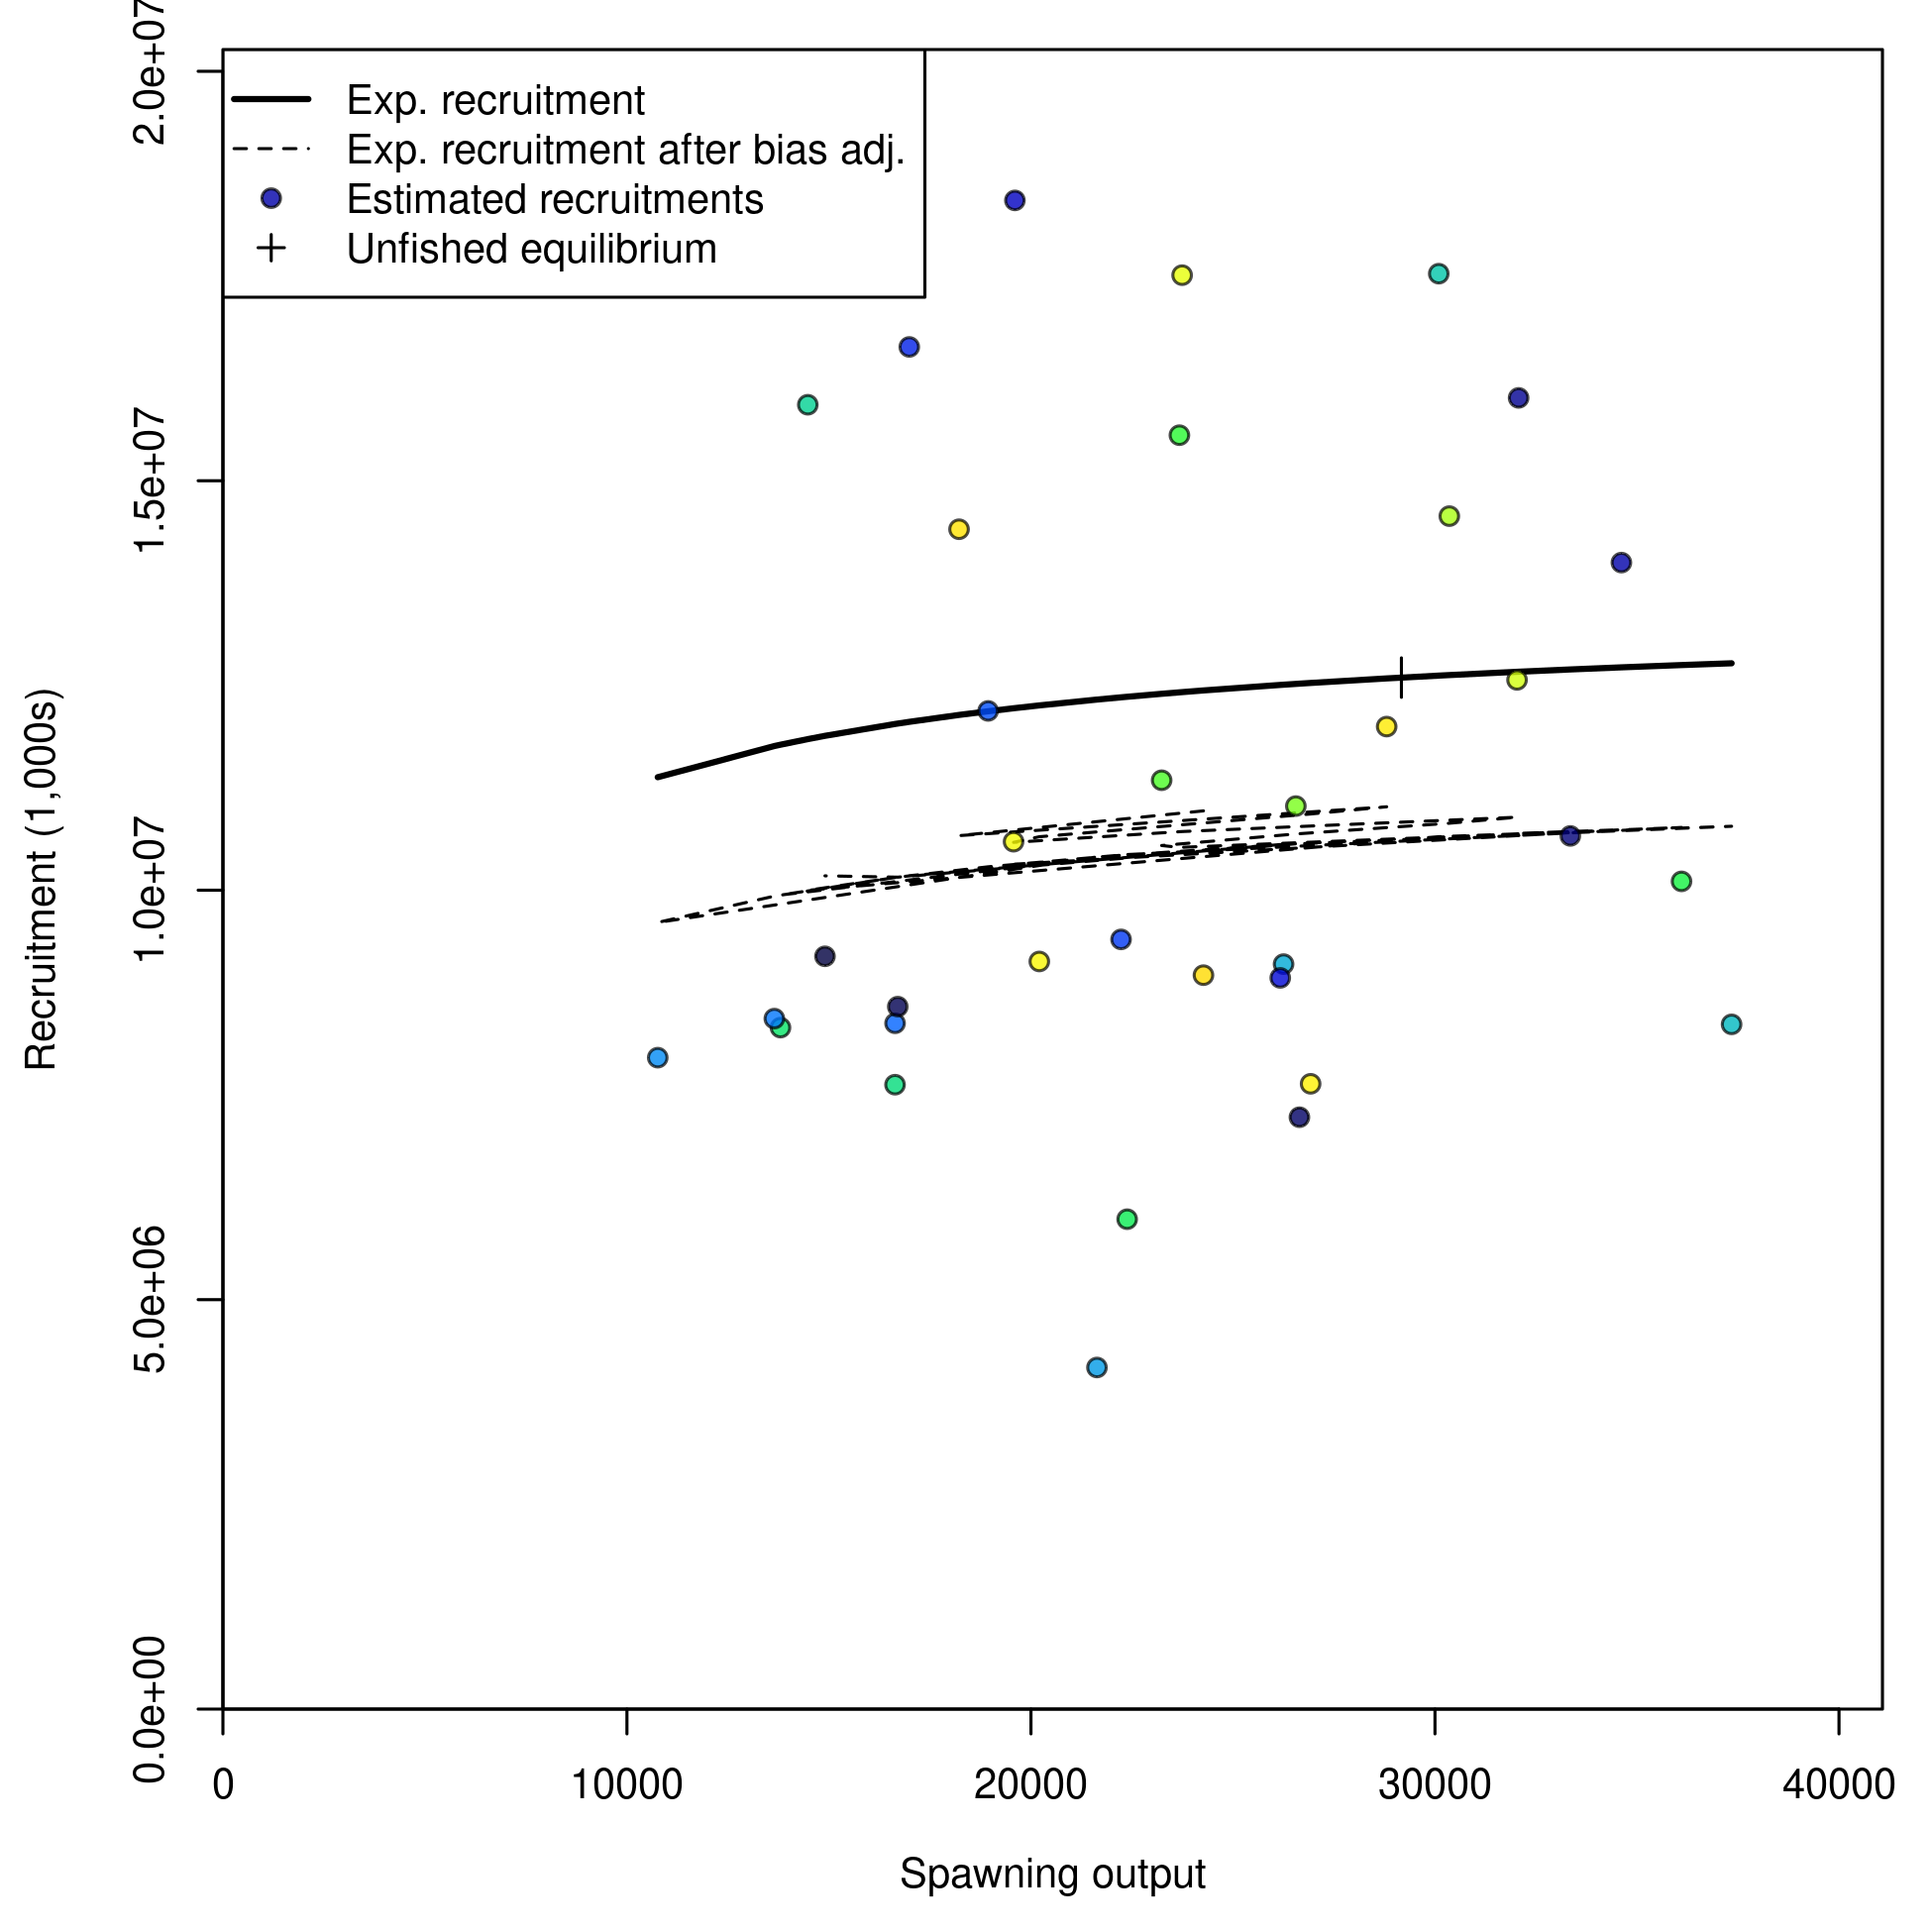 Exp. recruitment
Exp. recruitment after bias adj.
Estimated recruitments
Unfished equilibrium
2.0e+07
1.5e+07
1.0e+07
5.0e+06
0.0e+00
Recruitment (1,000s)
0 10000 20000 30000 40000
Spawning output